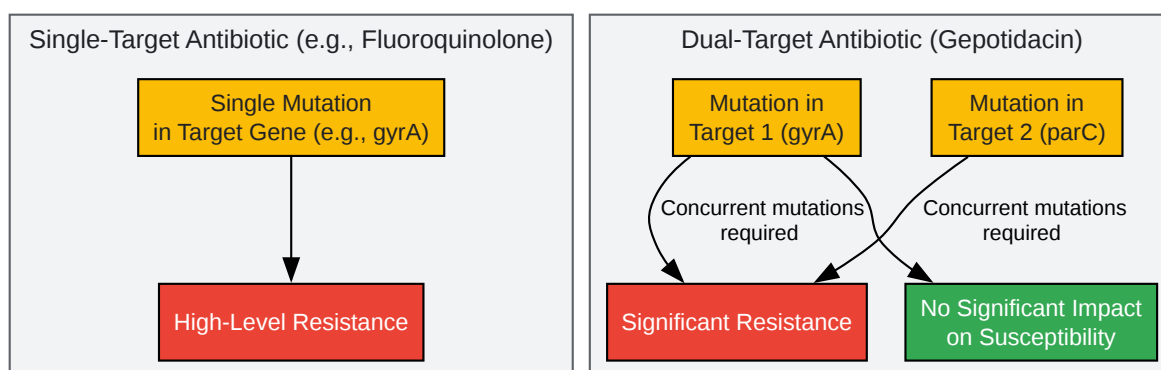 Single-Target Antibiotic (e.g., Fluoroquinolone)
Single Mutation
in Target Gene (e.g., gyrA)
High-Level Resistance
Dual-Target Antibiotic (Gepotidacin)
Mutation in
Target 1 (gyrA)
Mutation in
Target 2 (parC)
Concurrent mutations
required
Concurrent mutations
required
Significant Resistance
No Significant Impact
on Susceptibility